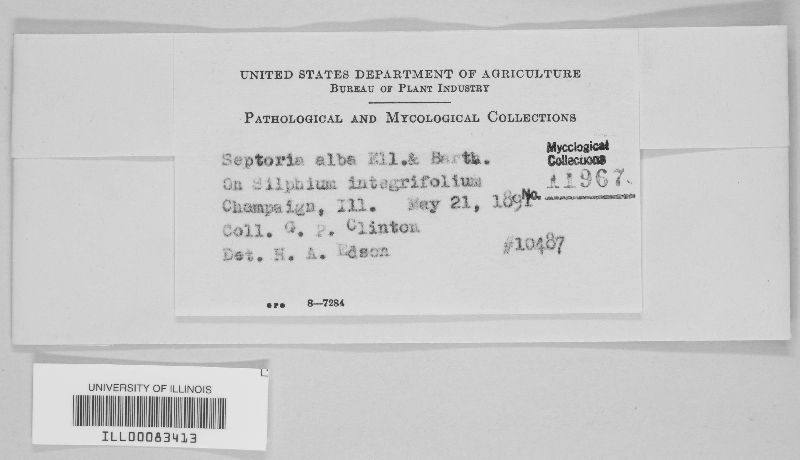 UNITED STATES DEPARTMENT OF AGRICULTURE
BUREAU OF PLANT INDUSTRY
PATHOLOGICAL AND MYCOLOGICAL COLLECTIONS
Septoria alba Ell.& Barth.
On Silphium integrifolium
Champaign, Ill. May 21, 1891
Coll. G. P. Clinton
Det. H. A. Edson
#10487
Mycological
Collections
No. 11967
GPO 8—7284
UNIVERSITY OF ILLINOIS
ILL00083413